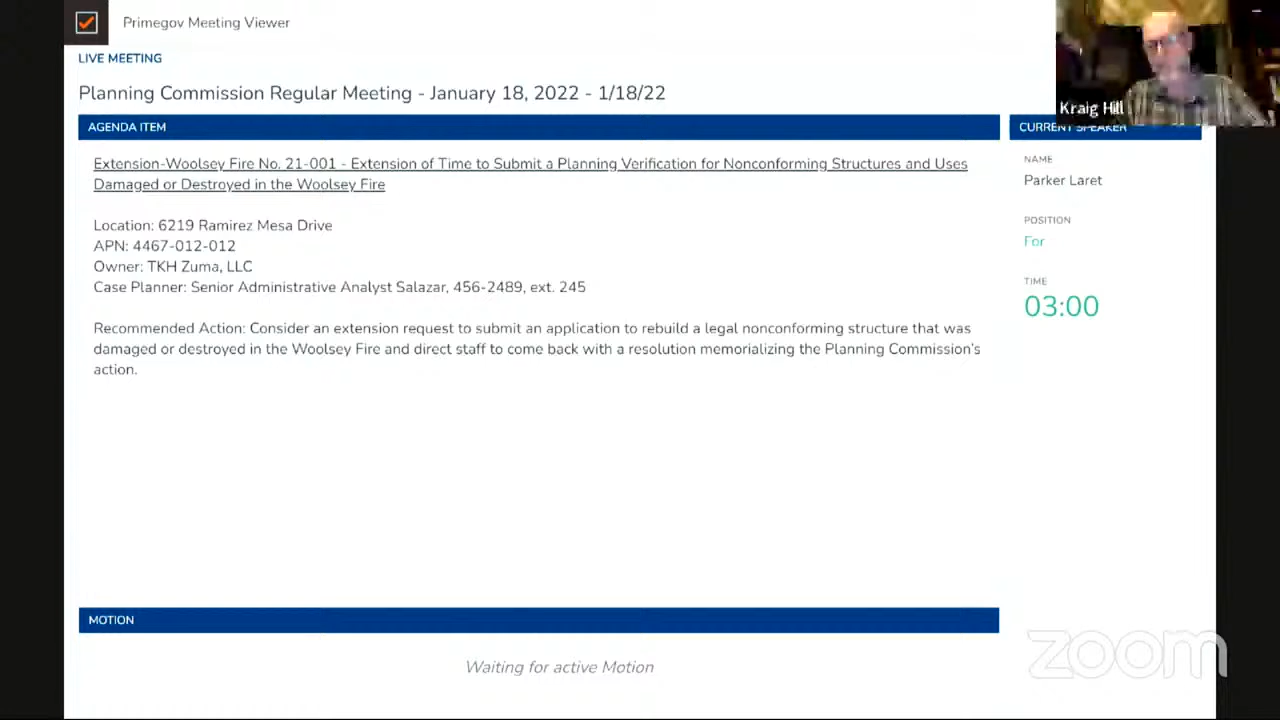 Primegov Meeting Viewer
LIVE MEETING
Planning Commission Regular Meeting - January 18, 2022 - 1/18/22
AGENDA ITEM
Extension-Woolsey Fire No. 21-001 - Extension of Time to Submit a Planning Verification for Nonconforming Structures and Uses
Damaged or Destroyed in the Woolsey Fire
Location: 6219 Ramirez Mesa Drive
APN: 4467-012-012
Owner: TKH Zuma, LLC
Case Planner: Senior Administrative Analyst Salazar, 456-2489, ext. 245
Recommended Action: Consider an extension request to submit an application to rebuild a legal nonconforming structure that was
damaged or destroyed in the Woolsey Fire and direct staff to come back with a resolution memorializing the Planning Commission's
action.
MOTION
Waiting for active Motion
Kraig Hill
CURRENT SPEAKER
NAME
Parker Laret
POSITION
For
TIME
03:00
zoom